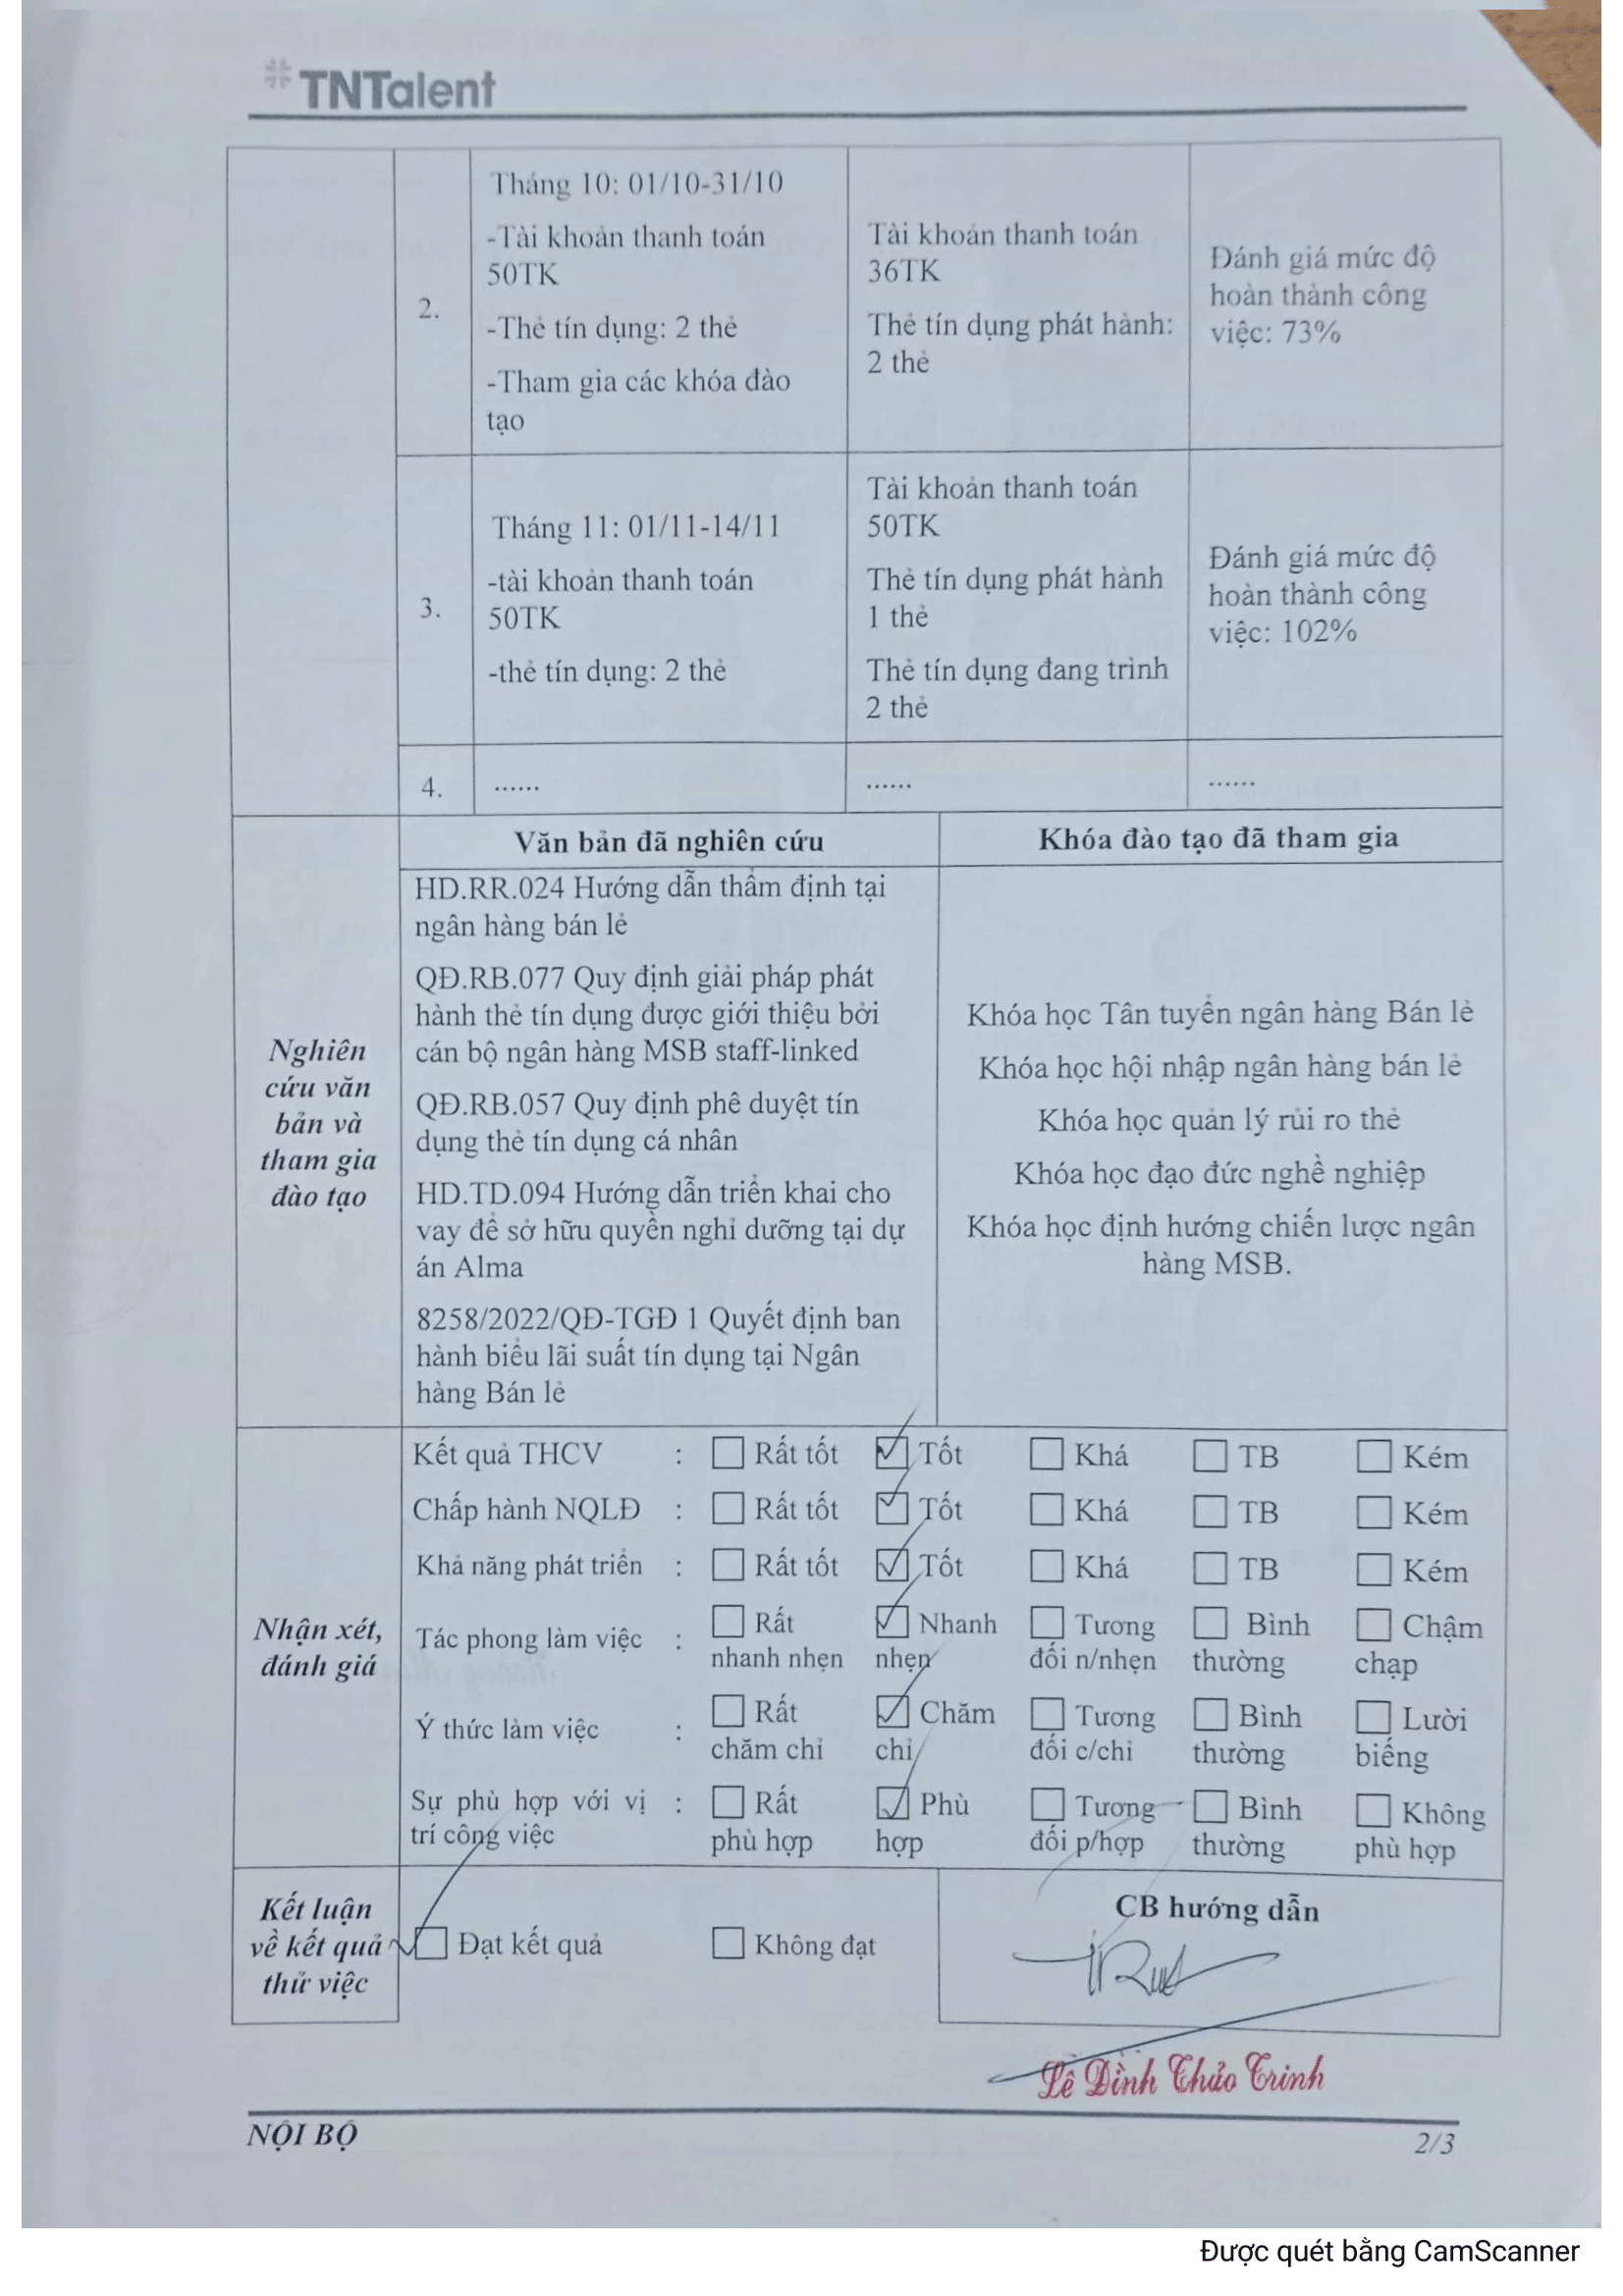 TNTalent
2.
Tháng 10: 01/10-31/10
-Tài khoản thanh toán
50TK
-Thẻ tín dụng: 2 thẻ
-Tham gia các khóa đào
tạo
Tài khoản thanh toán
36TK
Thẻ tín dụng phát hành:
2 thẻ
Đánh giá mức độ
hoàn thành công
việc: 73%
3.
Tháng 11: 01/11-14/11
-tài khoản thanh toán
50TK
-thẻ tín dụng: 2 thẻ
Tài khoản thanh toán
50TK
Thẻ tín dụng phát hành
1 thẻ
Thẻ tín dụng đang trình
2 thẻ
Đánh giá mức độ
hoàn thành công
việc: 102%
4.
......
......
......
Nghiên
cứu văn
bản và
tham gia
đào tạo
Văn bản đã nghiên cứu
HD.RR.024 Hướng dẫn thẩm định tại
ngân hàng bán lẻ
QĐ.RB.077 Quy định giải pháp phát
hành thẻ tín dụng được giới thiệu bởi
cán bộ ngân hàng MSB staff-linked
QĐ.RB.057 Quy định phê duyệt tín
dụng thẻ tín dụng cá nhân
HD.TD.094 Hướng dẫn triển khai cho
vay để sở hữu quyền nghỉ dưỡng tại dự
án Alma
8258/2022/QĐ-TGĐ 1 Quyết định ban
hành biểu lãi suất tín dụng tại Ngân
hàng Bán lẻ
Khóa đào tạo đã tham gia
Khóa học Tân tuyển ngân hàng Bán lẻ
Khóa học hội nhập ngân hàng bán lẻ
Khóa học quản lý rủi ro thẻ
Khóa học đạo đức nghề nghiệp
Khóa học định hướng chiến lược ngân
hàng MSB.
Nhận xét,
đánh giá
Kết quả THCV : Rất tốt Tốt Khá TB Kém
Chấp hành NQLĐ : Rất tốt Tốt Khá TB Kém
Khả năng phát triển : Rất tốt Tốt Khá TB Kém
Tác phong làm việc : Rất Nhanh Tương Bình Chậm
nhanh nhẹn nhẹn đối n/nhẹn thường chạp
Ý thức làm việc : Rất Chăm Tương Bình Lười
chăm chỉ chỉ đối c/chỉ thường biếng
Sự phù hợp với vị : Rất Phù Tương Bình Không
trí công việc phù hợp hợp đối p/hợp thường phù hợp
Kết luận
về kết quả
thử việc
Đạt kết quả Không đạt
CB hướng dẫn
Lê Đình Thảo Trinh
NỘI BỘ
2/3
Được quét bằng CamScanner